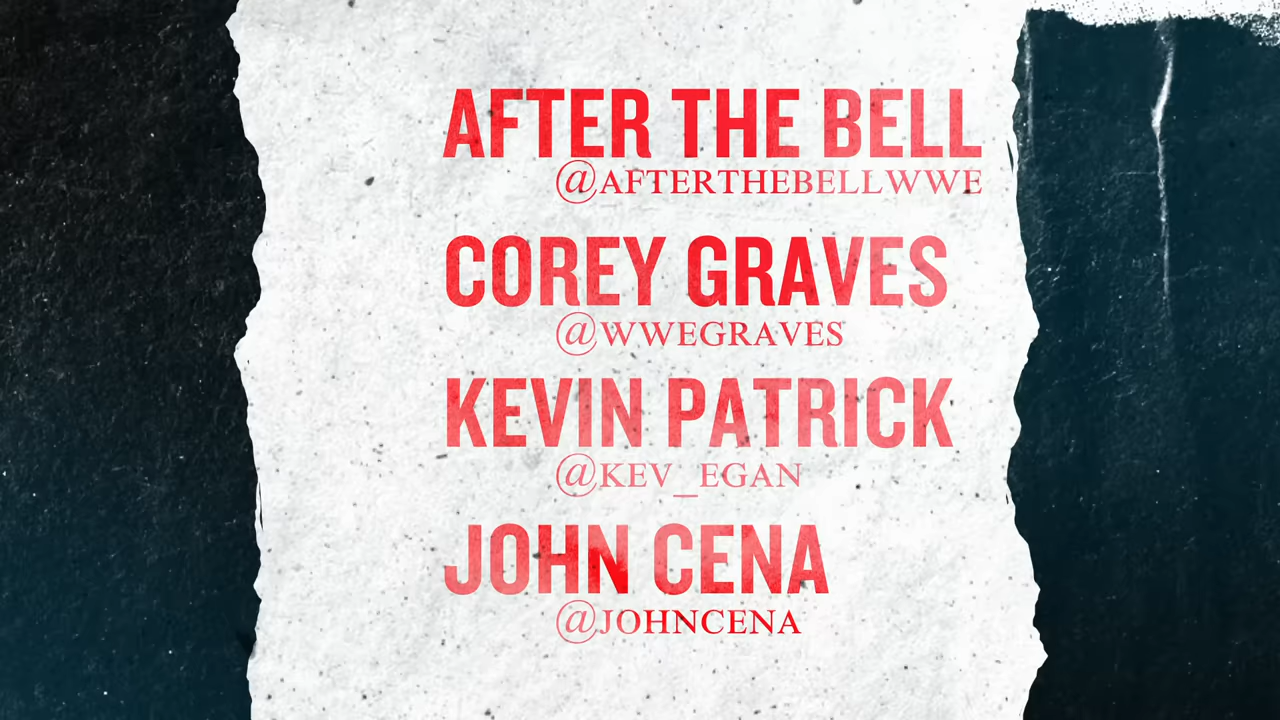 AFTER THE BELL
@AFTERTHEBELLWWE
COREY GRAVES
@WWEGRAVES
KEVIN PATRICK
@KEV_EGAN
JOHN CENA
@JOHNCENA